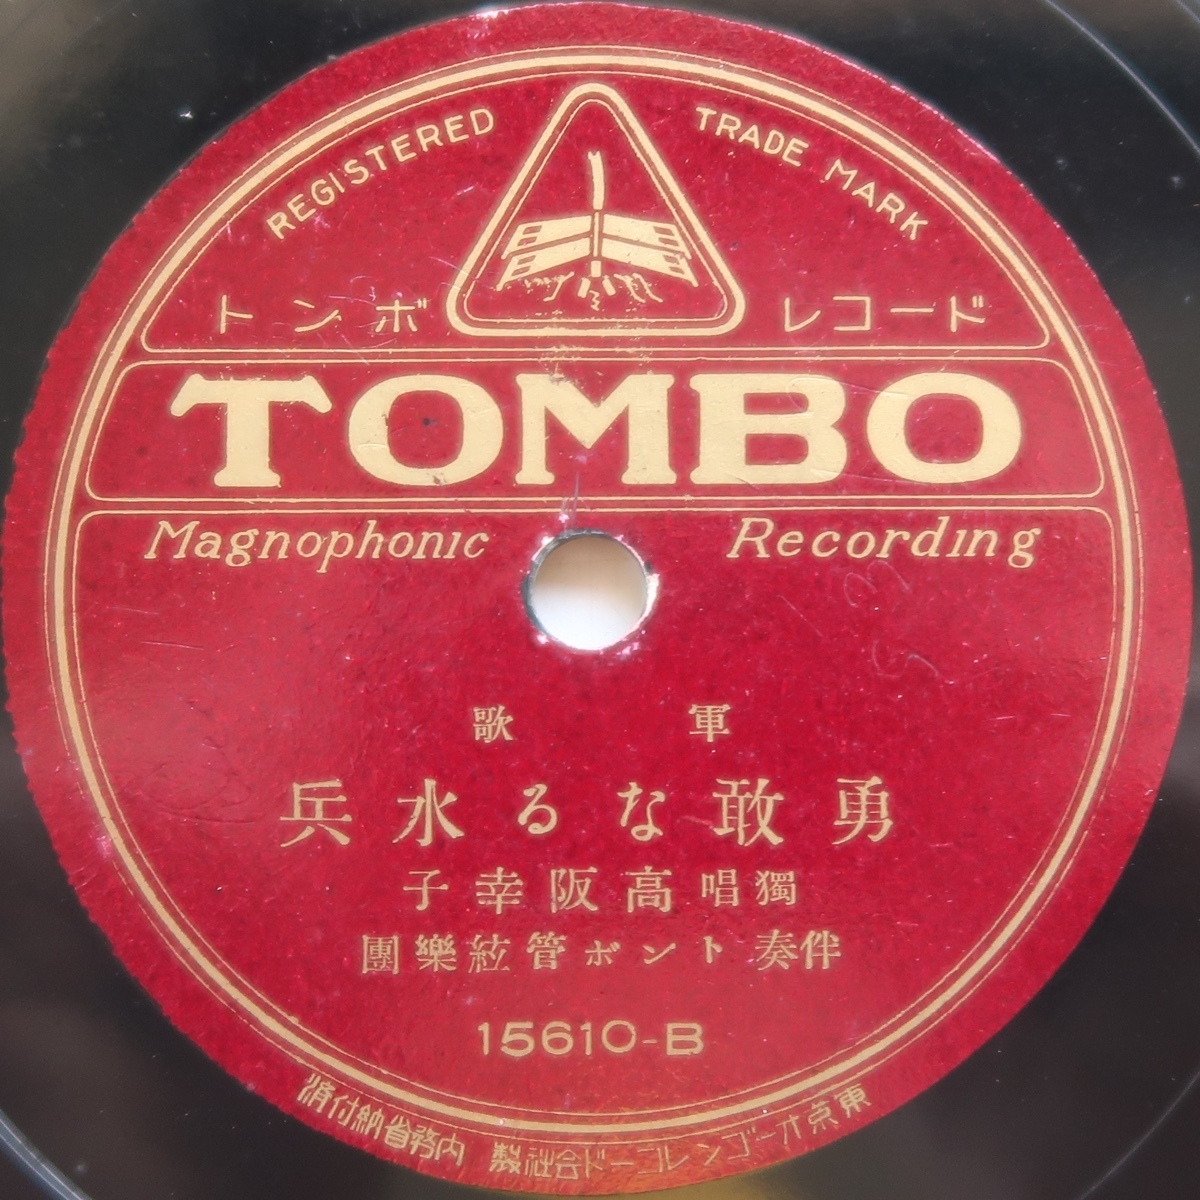 REGISTERED TRADE MARK
トンボ レコード
TOMBO
Magnophonic Recording
軍歌
勇敢なる水兵
獨唱 高阪幸子
伴奏 トンボ管絃樂團
15610-B
東京オーゴンレコード会社製 内務省納付済